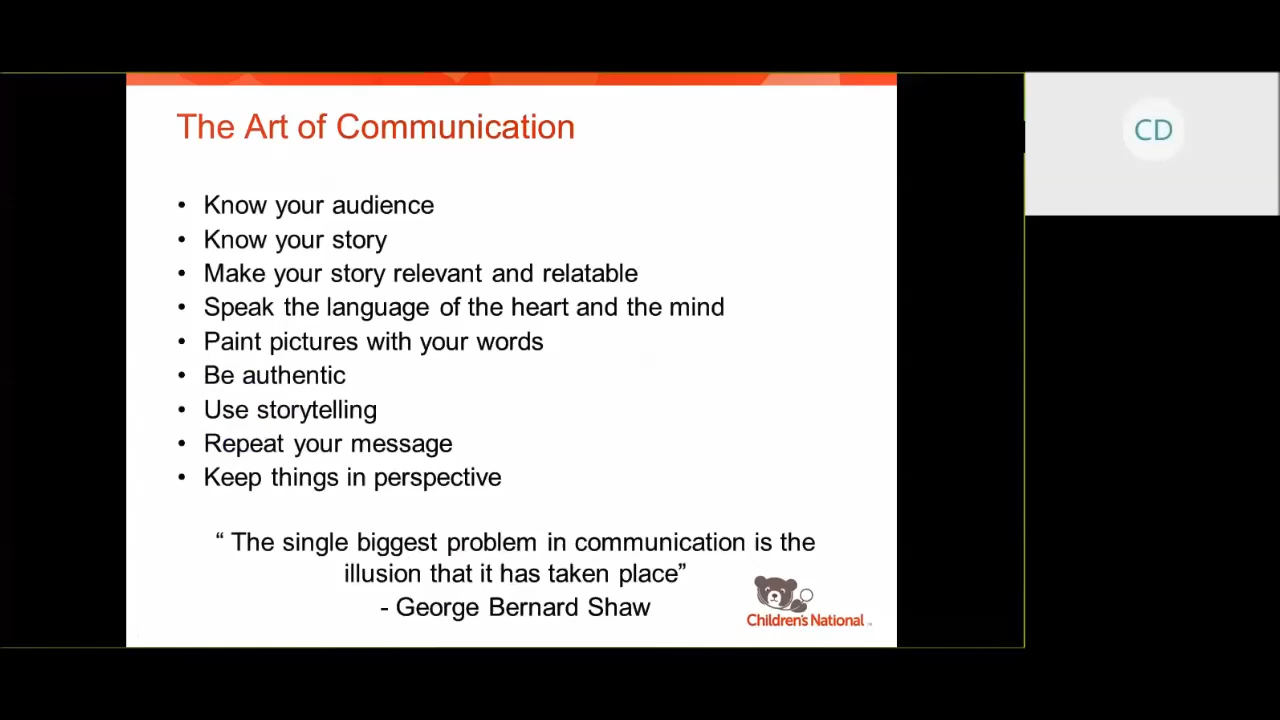 The Art of Communication
• Know your audience
• Know your story
• Make your story relevant and relatable
• Speak the language of the heart and the mind
• Paint pictures with your words
• Be authentic
• Use storytelling
• Repeat your message
• Keep things in perspective
“ The single biggest problem in communication is the
illusion that it has taken place”
- George Bernard Shaw
Children's National
CD